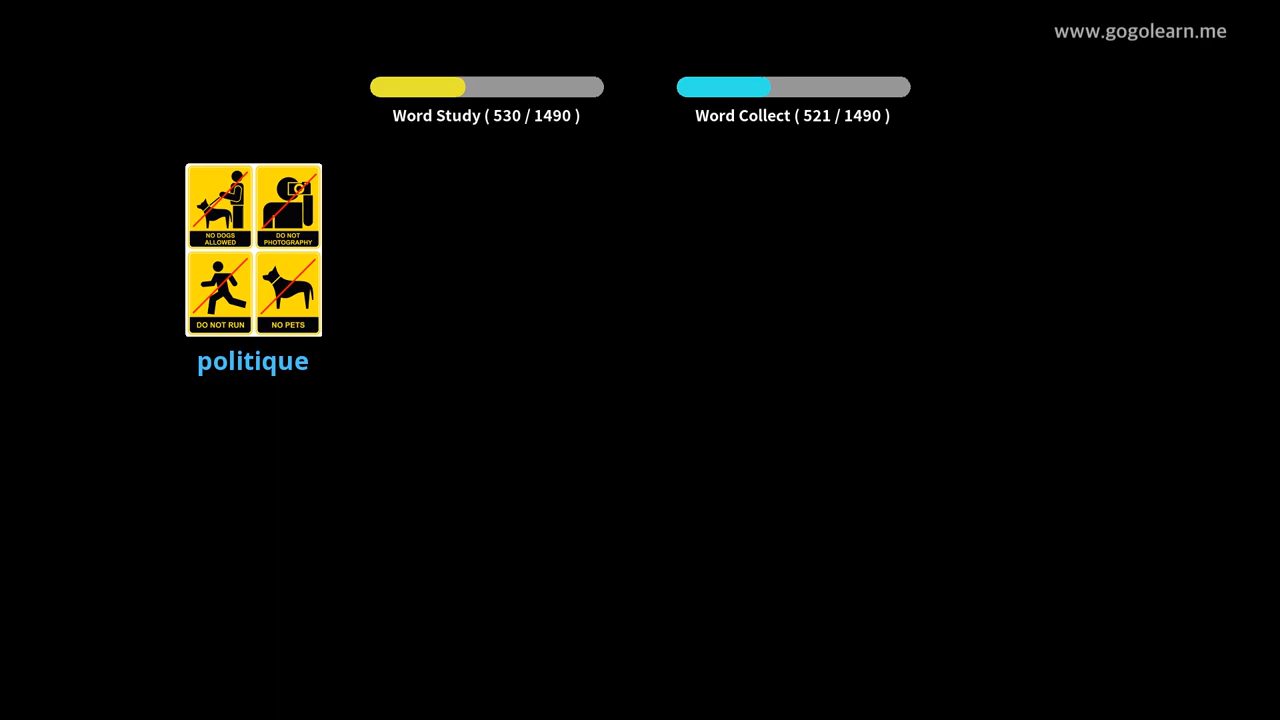 www.gogolearn.me
Word Study ( 530 / 1490 )
Word Collect ( 521 / 1490 )
NO DOGS
ALLOWED
DO NOT
PHOTOGRAPHY
DO NOT RUN
NO PETS
politique